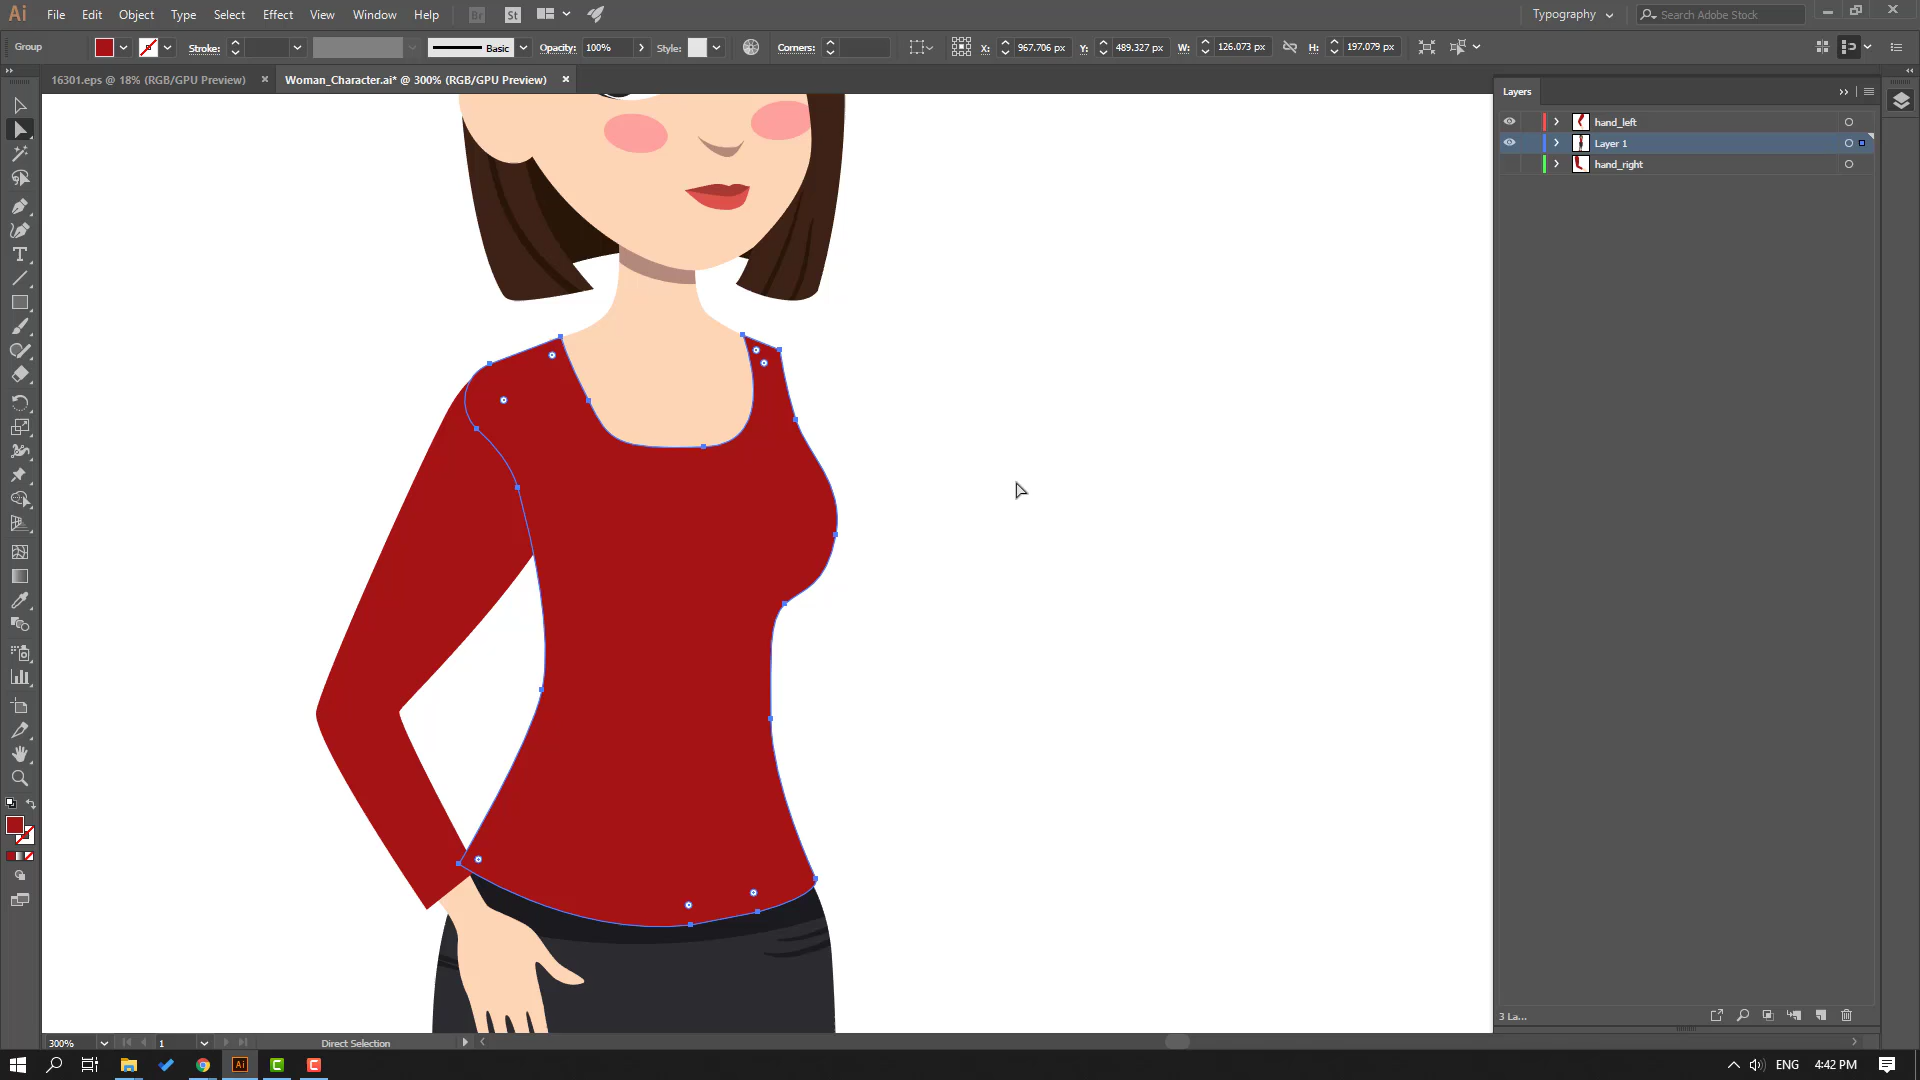 Ai File Edit Object Type Select Effect View Window Help Br St Typography Search Adobe Stock
Group Stroke: Basic Opacity: 100% Style: Corners: X: 967.706 px Y: 489.327 px W: 126.073 px H: 197.079 px
16301.eps @ 18% (RGB/GPU Preview) × Woman_Character.ai* @ 300% (RGB/GPU Preview) ×
Layers
hand_left
Layer 1
hand_right
3 La...
300% 1 Direct Selection
Ai ENG 4:42 PM